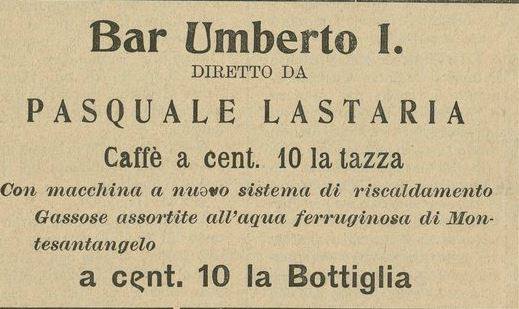 Bar Umberto I.
DIRETTO DA
PASQUALE LASTARIA
Caffè a cent. 10 la tazza
Con macchina a nuovo sistema di riscaldamento
Gassose assortite all'aqua ferruginosa di Mon-
tesantangelo
a cent. 10 la Bottiglia